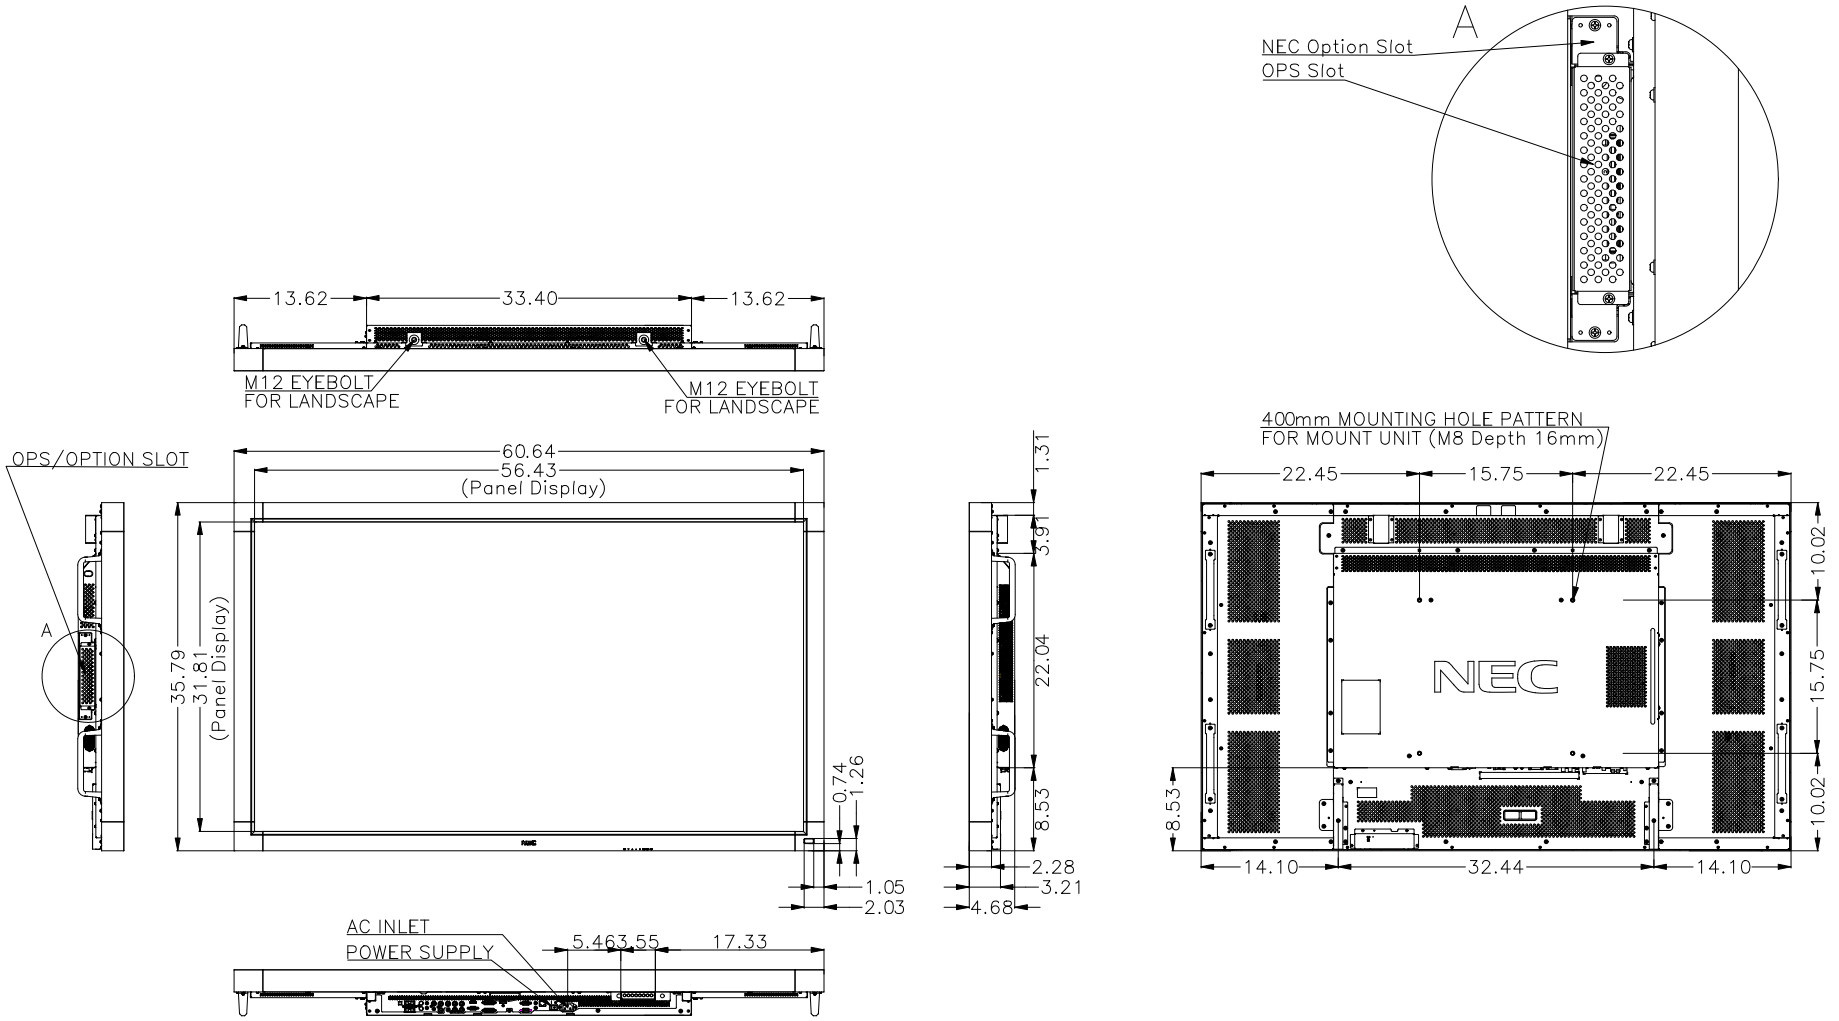 A
NEC Option Slot
OPS Slot
13.62
33.40
13.62
M12 EYEBOLT
FOR LANDSCAPE
M12 EYEBOLT
FOR LANDSCAPE
OPS/OPTION SLOT
A
60.64
56.43
(Panel Display)
35.79
31.81
(Panel Display)
0.74
1.26
1.05
2.03
1.31
3.91
22.04
8.53
2.28
3.21
4.68
400mm MOUNTING HOLE PATTERN
FOR MOUNT UNIT (M8 Depth 16mm)
22.45
15.75
22.45
10.02
15.75
10.02
NEC
8.53
14.10
32.44
14.10
AC INLET
POWER SUPPLY
5.46
3.55
17.33